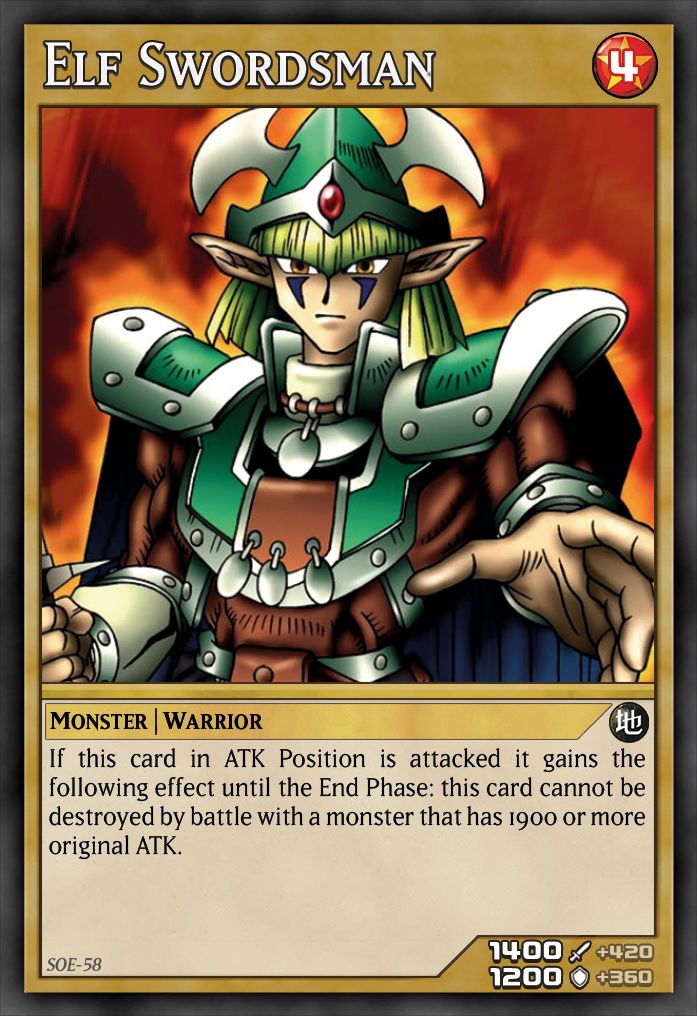 Elf Swordsman
4
Monster | Warrior
If this card in ATK Position is attacked it gains the
following effect until the End Phase: this card cannot be
destroyed by battle with a monster that has 1900 or more
original ATK.
1400 +420
SOE-58
1200 +360